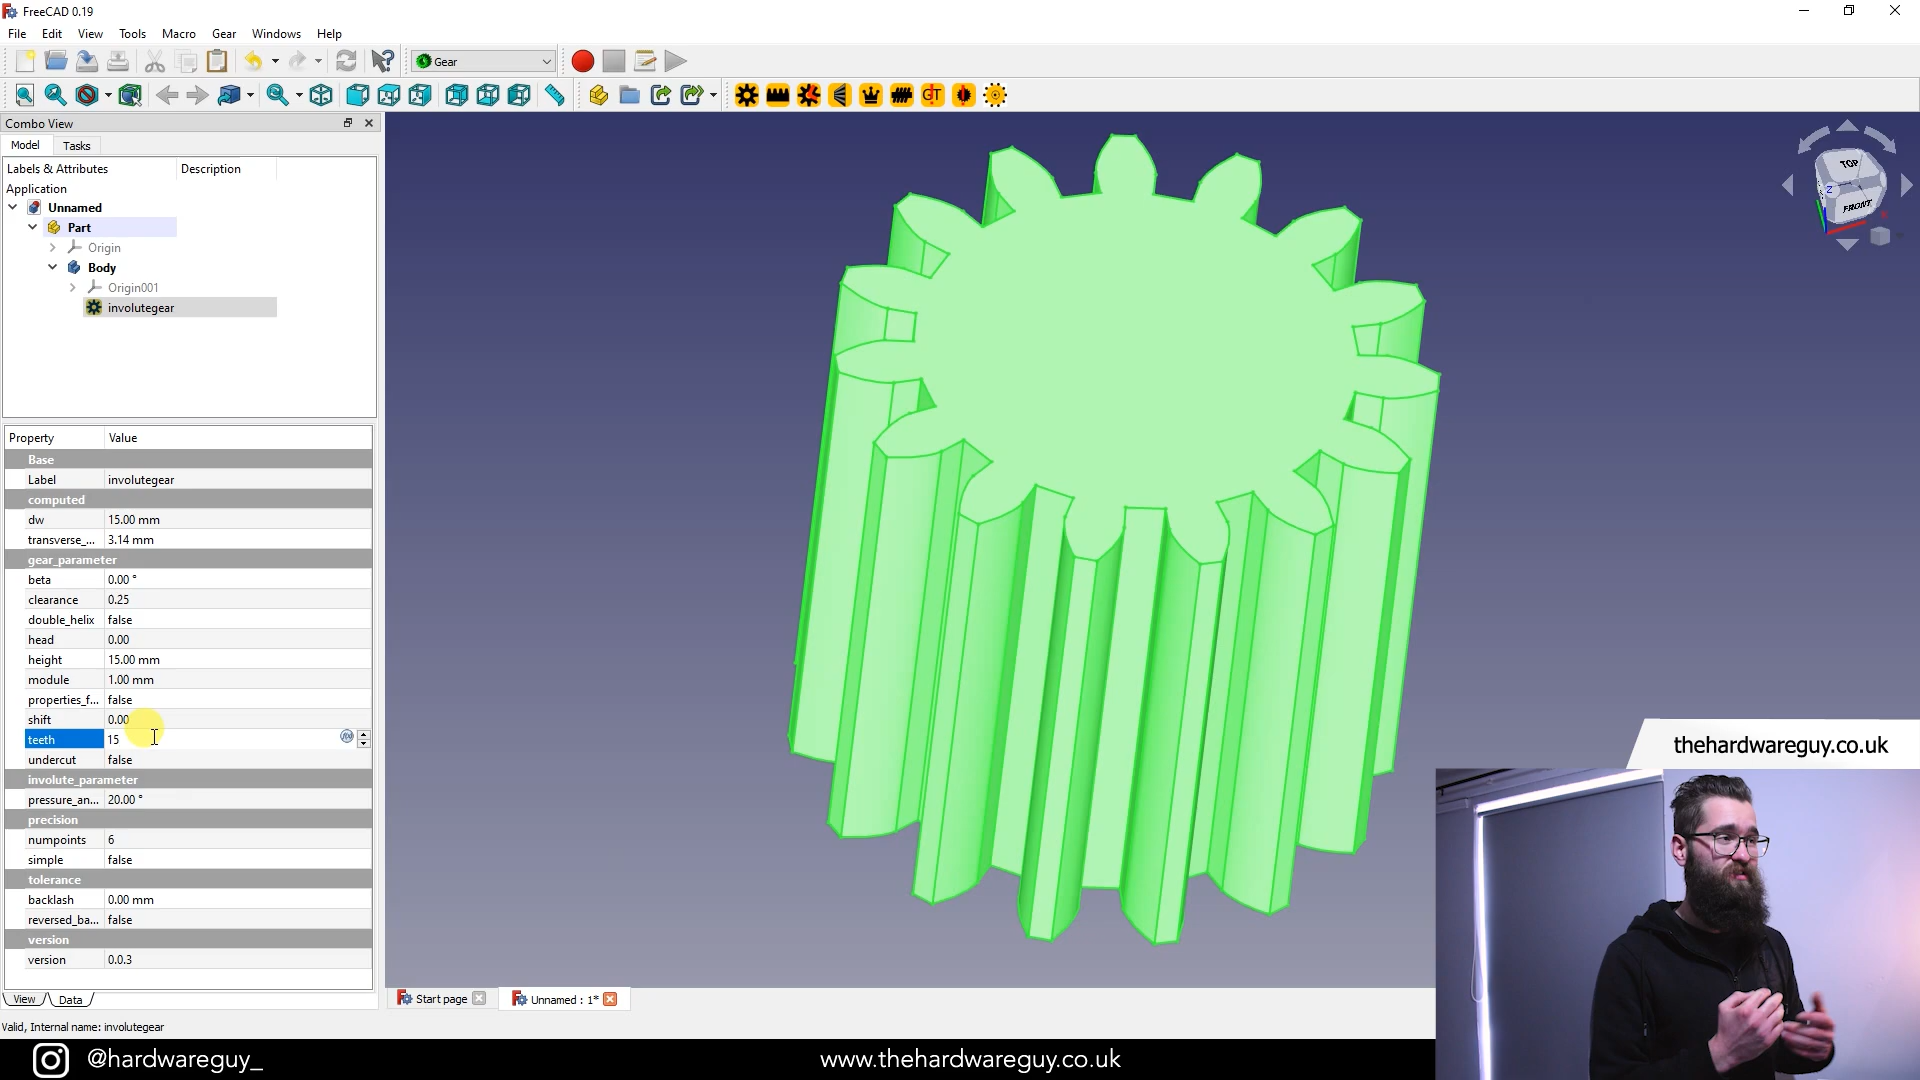 FreeCAD 0.19
File Edit View Tools Macro Gear Windows Help
Gear
GT
Combo View
Model Tasks
Labels & Attributes Description
Application
Unnamed
Part
Origin
Body
Origin001
involutegear
Property Value
Base
Label involutegear
computed
dw 15.00 mm
transverse_... 3.14 mm
gear_parameter
beta 0.00 °
clearance 0.25
double_helix false
head 0.00
height 15.00 mm
module 1.00 mm
properties_f... false
shift 0.00
teeth 15
undercut false
involute_parameter
pressure_an... 20.00 °
precision
numpoints 6
simple false
tolerance
backlash 0.00 mm
reversed_ba... false
version
version 0.0.3
View Data
Start page Unnamed : 1*
Valid, Internal name: involutegear
TOP
FRONT
Z
thehardwareguy.co.uk
@hardwareguy_
www.thehardwareguy.co.uk